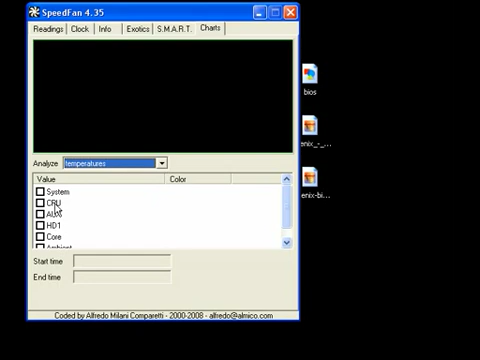 SpeedFan 4.35
Readings Clock Info Exotics S.M.A.R.T. Charts
bios
Analyze temperatures
Value Color
System
CPU
HD1
Core
Ambient
Start time
End time
Coded by Alfredo Milani Comparetti - 2000-2008 - alfredo@almico.com